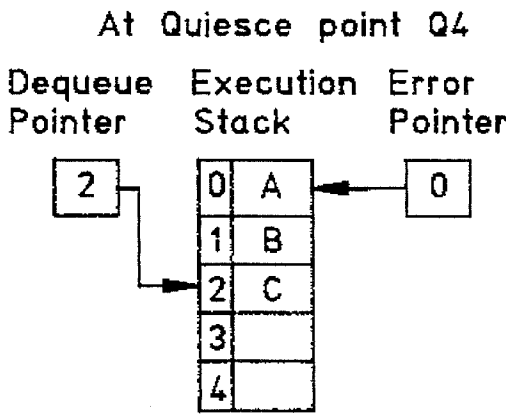 At Quiesce point Q4
Dequeue Execution Error
Pointer Stack Pointer
2 0 A 0
1 B
2 C
3
4